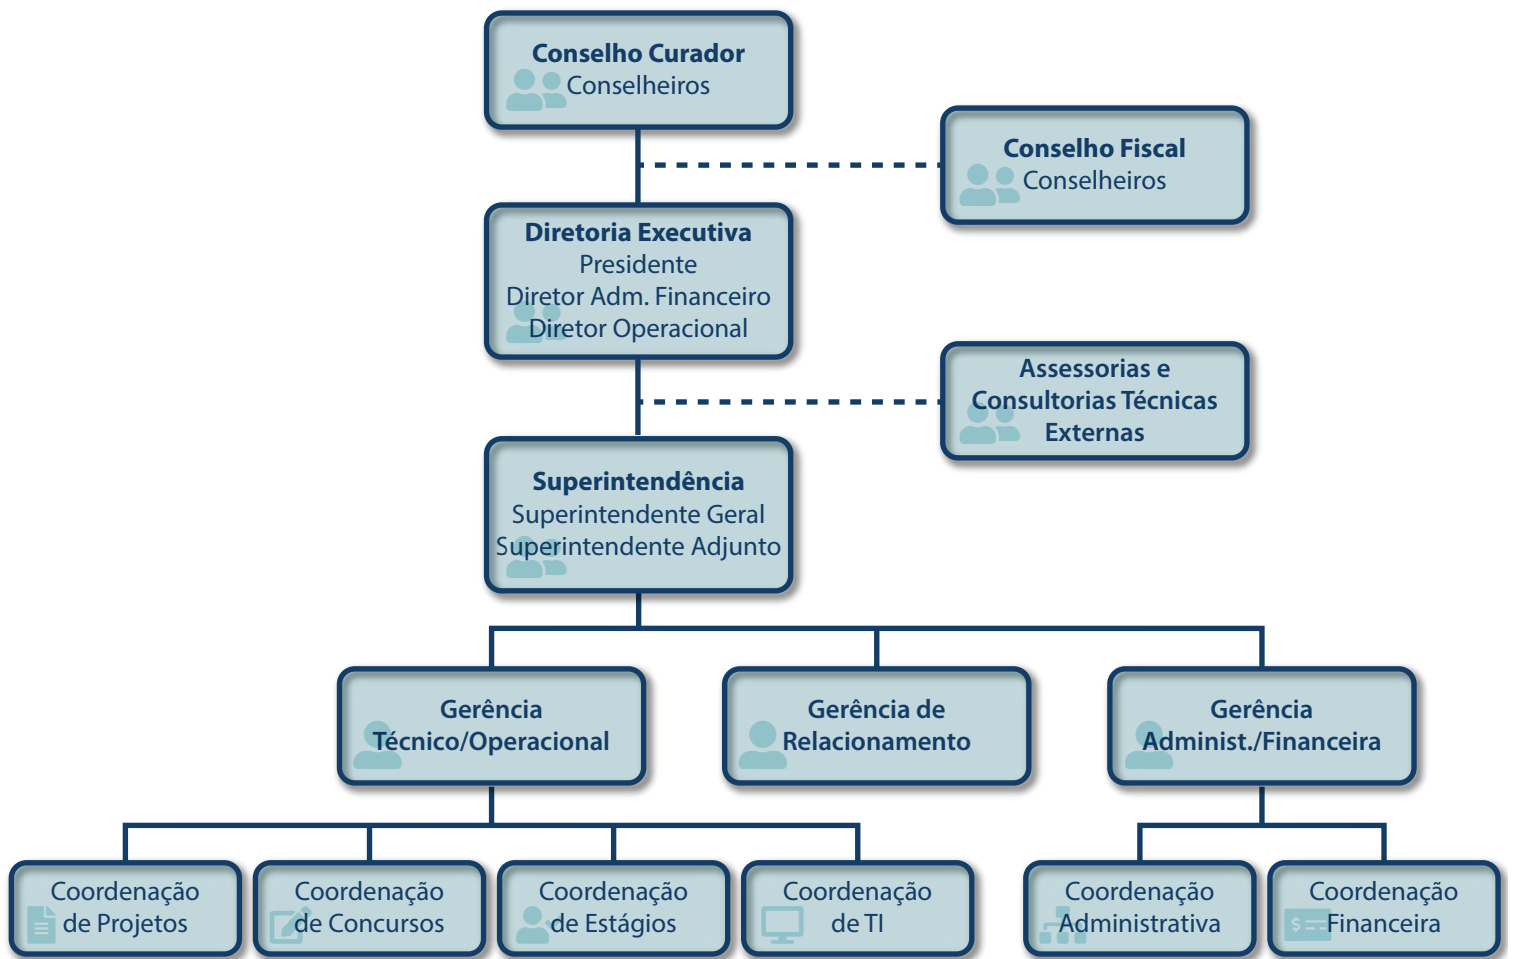 Conselho Curador
Conselheiros
Conselho Fiscal
Conselheiros
Diretoria Executiva
Presidente
Diretor Adm. Financeiro
Diretor Operacional
Assessorias e
Consultorias Técnicas
Externas
Superintendência
Superintendente Geral
Superintendente Adjunto
Gerência
Técnico/Operacional
Gerência de
Relacionamento
Gerência
Administ./Financeira
Coordenação
de Projetos
Coordenação
de Concursos
Coordenação
de Estágios
Coordenação
de TI
Coordenação
Administrativa
Coordenação
Financeira